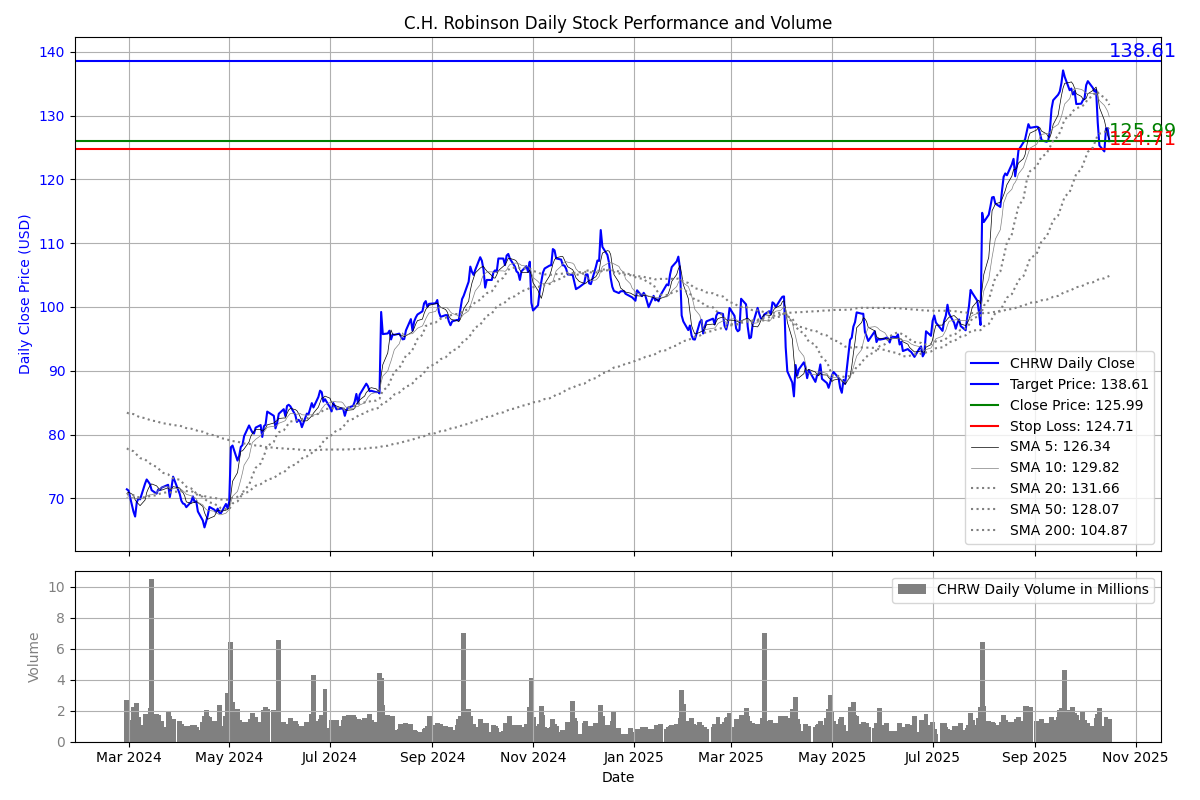 C.H. Robinson Daily Stock Performance and Volume
Daily Close Price (USD)
140
130
120
110
100
90
80
70
138.61
125.99
124.71
CHRW Daily Close
Target Price: 138.61
Close Price: 125.99
Stop Loss: 124.71
SMA 5: 126.34
SMA 10: 129.82
SMA 20: 131.66
SMA 50: 128.07
SMA 200: 104.87
Volume
10
8
6
4
2
0
CHRW Daily Volume in Millions
Mar 2024 May 2024 Jul 2024 Sep 2024 Nov 2024 Jan 2025 Mar 2025 May 2025 Jul 2025 Sep 2025 Nov 2025
Date